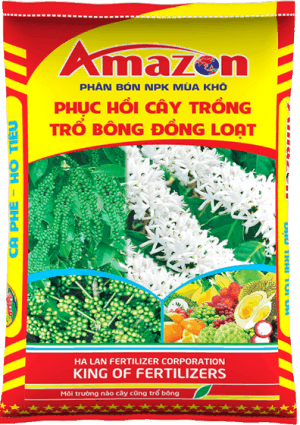 Amazon
PHÂN BÓN NPK MÙA KHÔ
PHỤC HỒI CÂY TRỒNG
TRỔ BÔNG ĐỒNG LOẠT
CÀ PHÊ - HỒ TIÊU
HA LAN FERTILIZER CORPORATION
KING OF FERTILIZERS
Môi trường nào cây cũng trổ bông